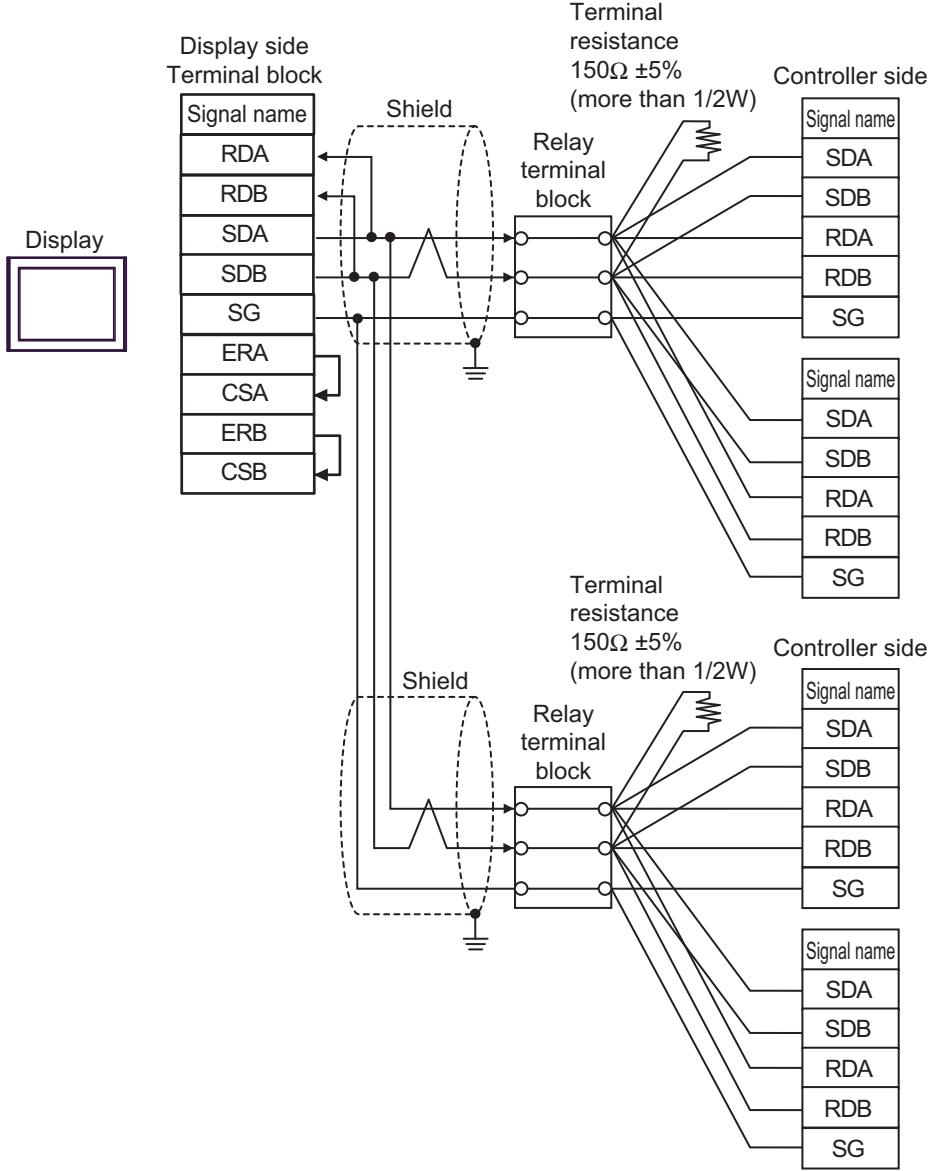 Display
Display side
Terminal block
Signal name
RDA
RDB
SDA
SDB
SG
ERA
CSA
ERB
CSB
Shield
Relay
terminal
block
Terminal
resistance
150Ω ±5%
(more than 1/2W)
Controller side
Signal name
SDA
SDB
RDA
RDB
SG
Signal name
SDA
SDB
RDA
RDB
SG
Shield
Relay
terminal
block
Terminal
resistance
150Ω ±5%
(more than 1/2W)
Controller side
Signal name
SDA
SDB
RDA
RDB
SG
Signal name
SDA
SDB
RDA
RDB
SG